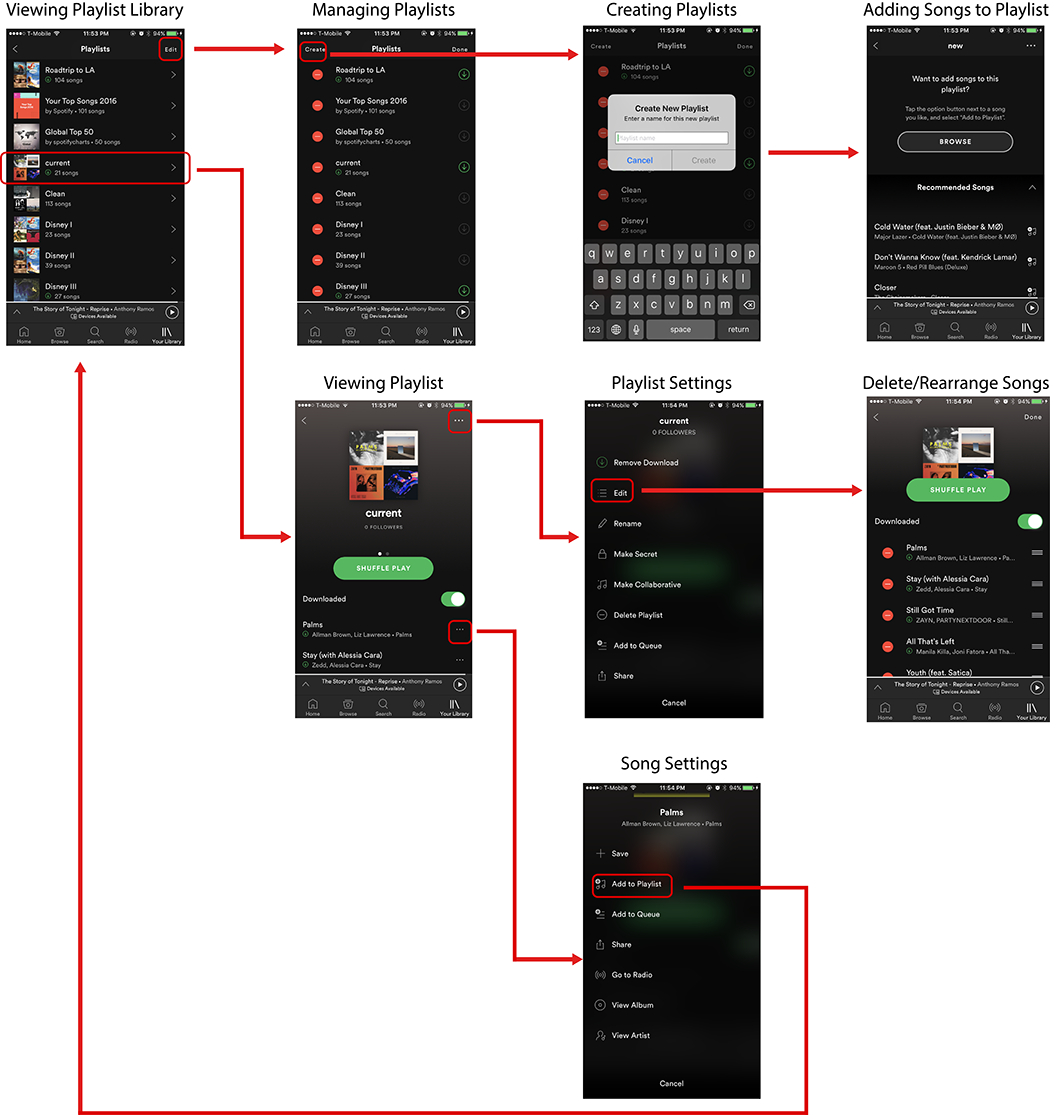 Viewing Playlist Library
T-Mobile 11:53 PM 94%
Playlists
Edit
Roadtrip to LA
104 songs
Your Top Songs 2016
by Spotify • 101 songs
Global Top 50
by spotifycharts • 50 songs
current
21 songs
Clean
113 songs
Disney I
23 songs
Disney II
39 songs
Disney III
27 songs
The Story of Tonight - Reprise • Anthony Ramos
Devices Available
Home Browse Search Radio Your Library
Managing Playlists
T-Mobile 11:53 PM 94%
Create Playlists Done
Roadtrip to LA
104 songs
Your Top Songs 2016
by Spotify • 101 songs
Global Top 50
by spotifycharts • 50 songs
current
21 songs
Clean
113 songs
Disney I
23 songs
Disney II
39 songs
Disney III
27 songs
The Story of Tonight - Reprise • Anthony Ramos
Devices Available
Home Browse Search Radio Your Library
Creating Playlists
T-Mobile 11:53 PM 94%
Create Playlists Done
Roadtrip to LA
104 songs
Create New Playlist
Enter a name for this new playlist
Playlist name
Cancel Create
Clean
113 songs
Disney I
23 songs
q w e r t y u i o p
a s d f g h j k l
z x c v b n m
123 space return
Adding Songs to Playlist
T-Mobile 11:53 PM 94%
new
Want to add songs to this
playlist?
Tap the option button next to a song
you like, and select "Add to Playlist".
BROWSE
Recommended Songs
Cold Water (feat. Justin Bieber & MØ)
Major Lazer • Cold Water (feat. Justin Bieber & MØ)
Don't Wanna Know (feat. Kendrick Lamar)
Maroon 5 • Red Pill Blues (Deluxe)
Closer
The Chainsmokers • Closer
The Story of Tonight - Reprise • Anthony Ramos
Devices Available
Home Browse Search Radio Your Library
Viewing Playlist
T-Mobile 11:53 PM 94%
current
0 FOLLOWERS
SHUFFLE PLAY
Downloaded
Palms
Allman Brown, Liz Lawrence • Palms
Stay (with Alessia Cara)
Zedd, Alessia Cara • Stay
The Story of Tonight - Reprise • Anthony Ramos
Devices Available
Home Browse Search Radio Your Library
Playlist Settings
T-Mobile 11:54 PM 94%
current
0 FOLLOWERS
Remove Download
Edit
Rename
Make Secret
Make Collaborative
Delete Playlist
Add to Queue
Share
Cancel
Delete/Rearrange Songs
T-Mobile 11:54 PM 94%
Done
SHUFFLE PLAY
Downloaded
Palms
Allman Brown, Liz Lawrence • Pa...
Stay (with Alessia Cara)
Zedd, Alessia Cara • Stay
Still Got Time
ZAYN, PARTYNEXTDOOR • Still...
All That's Left
Manila Killa, Joni Fatora • All Tha...
Youth (feat. Satica)
The Story of Tonight - Reprise • Anthony Ramos
Devices Available
Home Browse Search Radio Your Library
Song Settings
T-Mobile 11:54 PM 94%
Palms
Allman Brown, Liz Lawrence • Palms
Save
Add to Playlist
Add to Queue
Share
Go to Radio
View Album
View Artist
Cancel